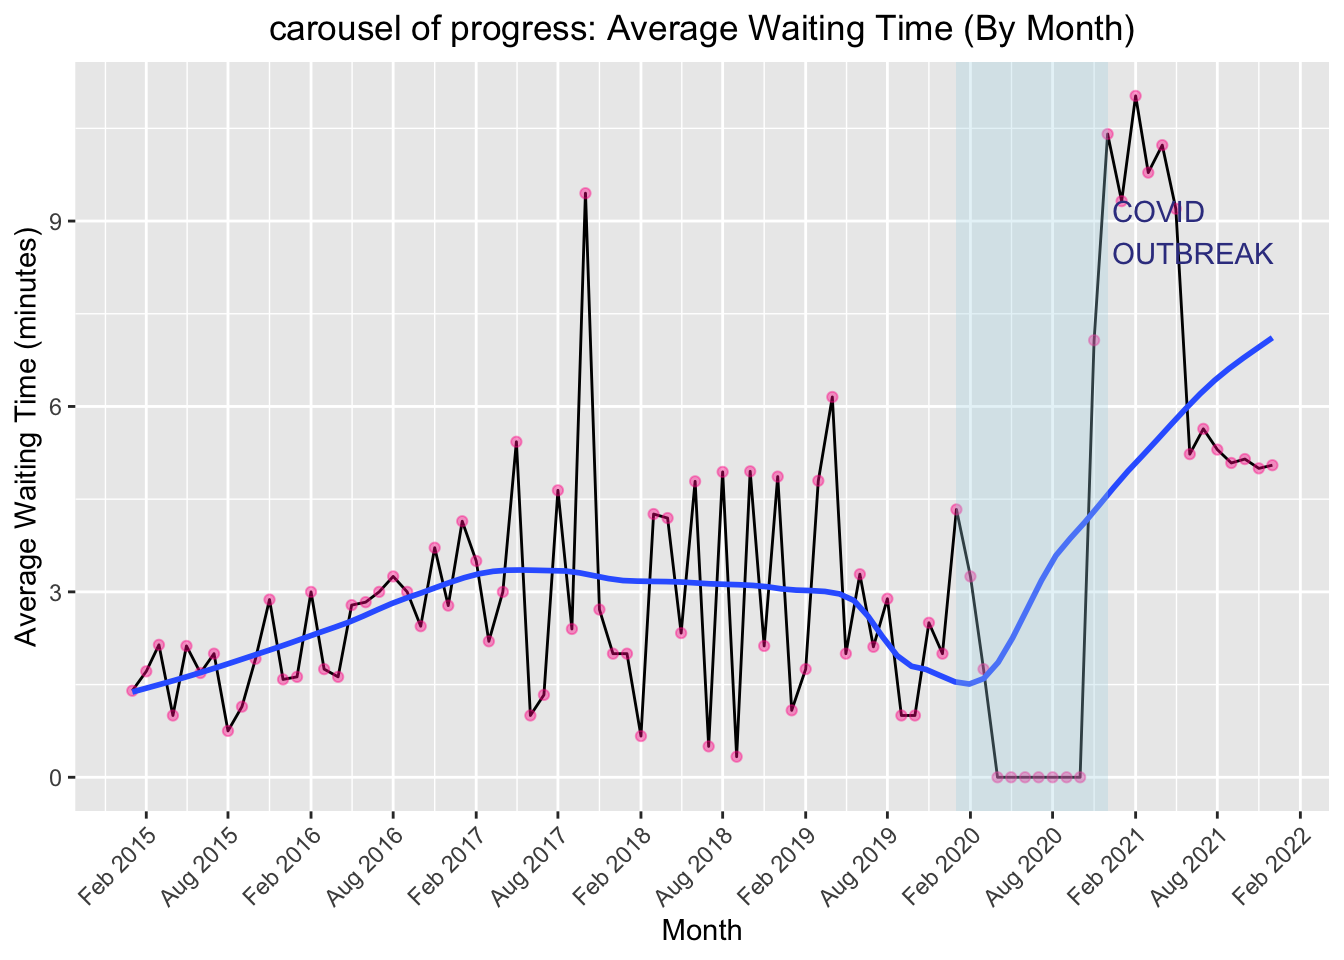 carousel of progress: Average Waiting Time (By Month)
Average Waiting Time (minutes)
9
6
3
0
COVID
OUTBREAK
Feb 2015
Aug 2015
Feb 2016
Aug 2016
Feb 2017
Aug 2017
Feb 2018
Aug 2018
Feb 2019
Aug 2019
Feb 2020
Aug 2020
Feb 2021
Aug 2021
Feb 2022
Month